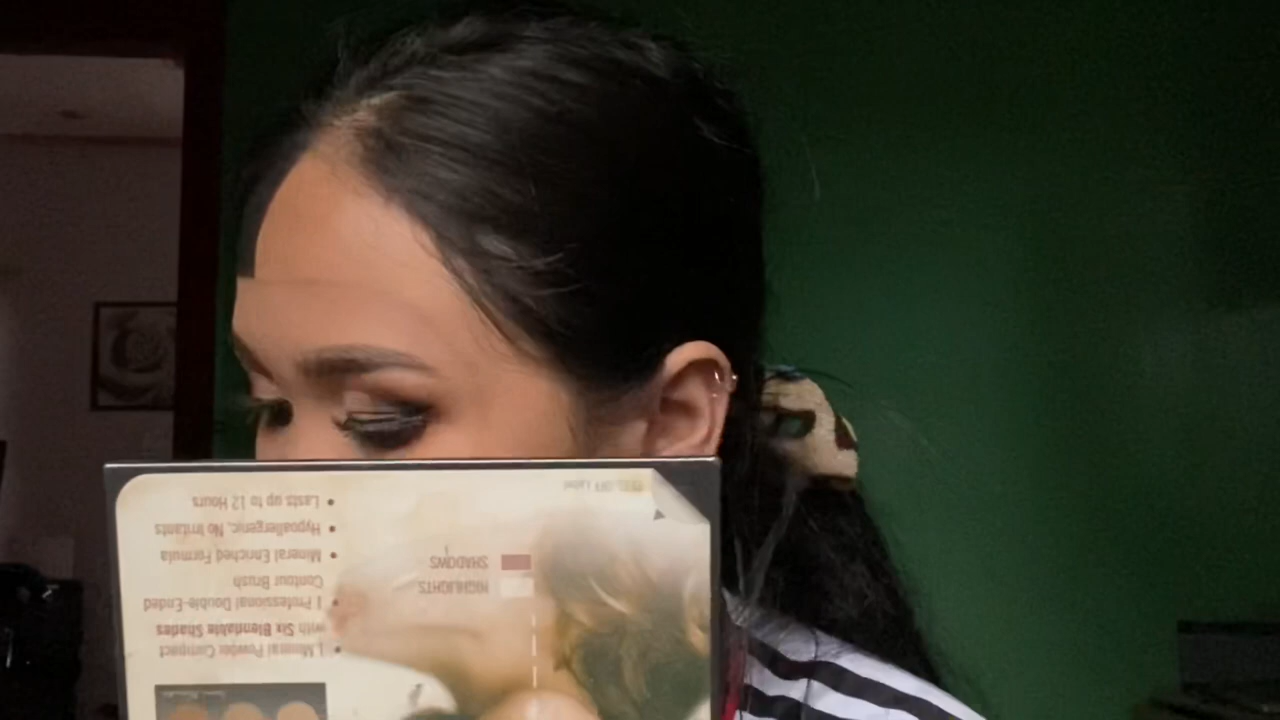 1 Mineral Powder Compact
with Six Blendable Shades
1 Professional Double-Ended
Contour Brush
Mineral Enriched Formula
Hypoallergenic, No Irritants
Lasts up to 12 Hours
HIGHLIGHTS
SHADOWS
Label